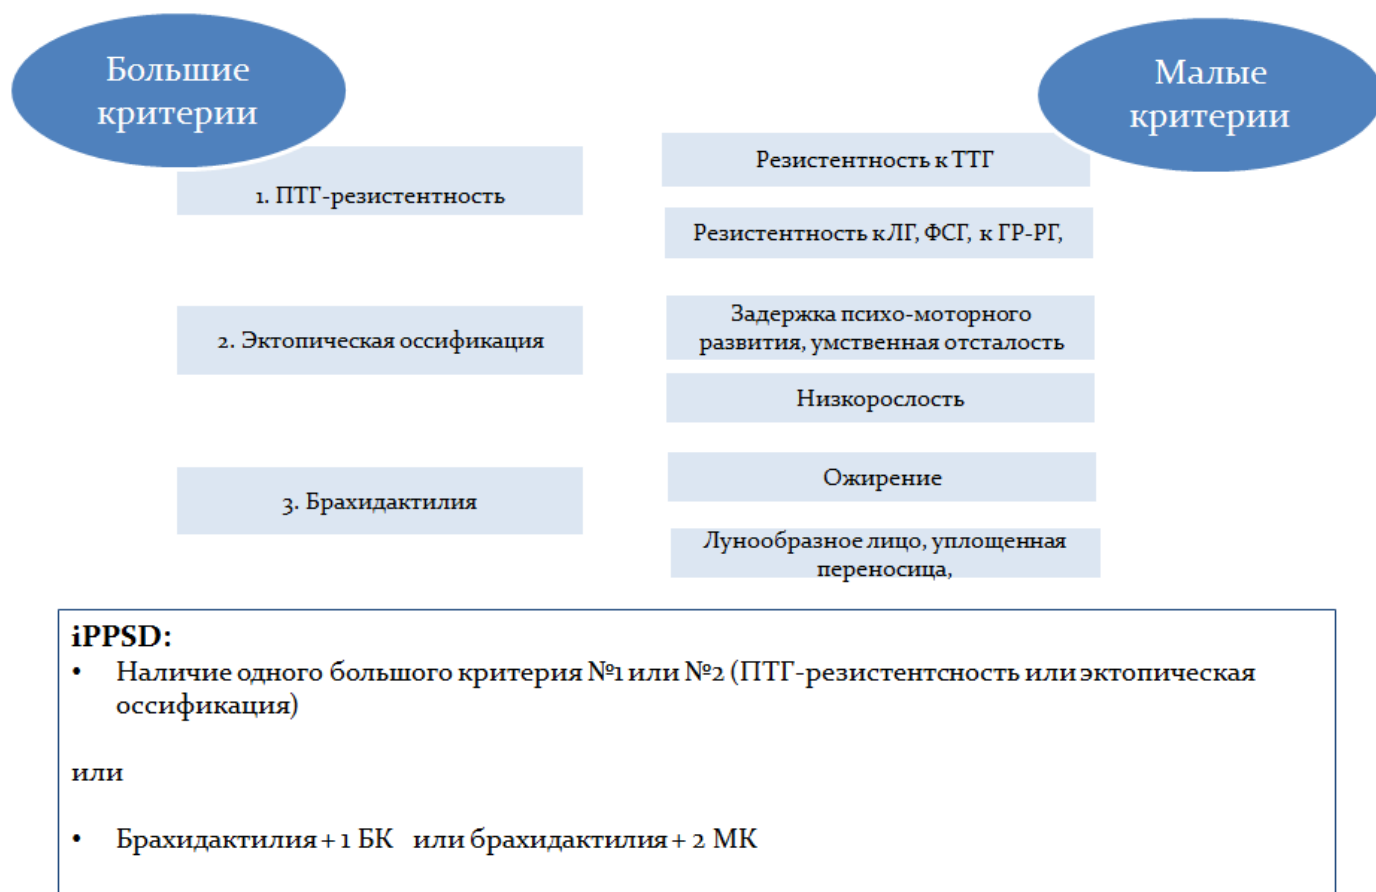 Большие
критерии
Малые
критерии
1. ПТГ-резистентность
2. Эктопическая оссификация
3. Брахидактилия
Резистентность к ТТГ
Резистентность к ЛГ, ФСГ, к ГР-РГ,
Задержка психо-моторного
развития, умственная отсталость
Низкорослость
Ожирение
Лунообразное лицо, уплощенная
переносица,
iPPSD:
• Наличие одного большого критерия №1 или №2 (ПТГ-резистентсность или эктопическая
оссификация)
или
• Брахидактилия + 1 БК или брахидактилия + 2 МК